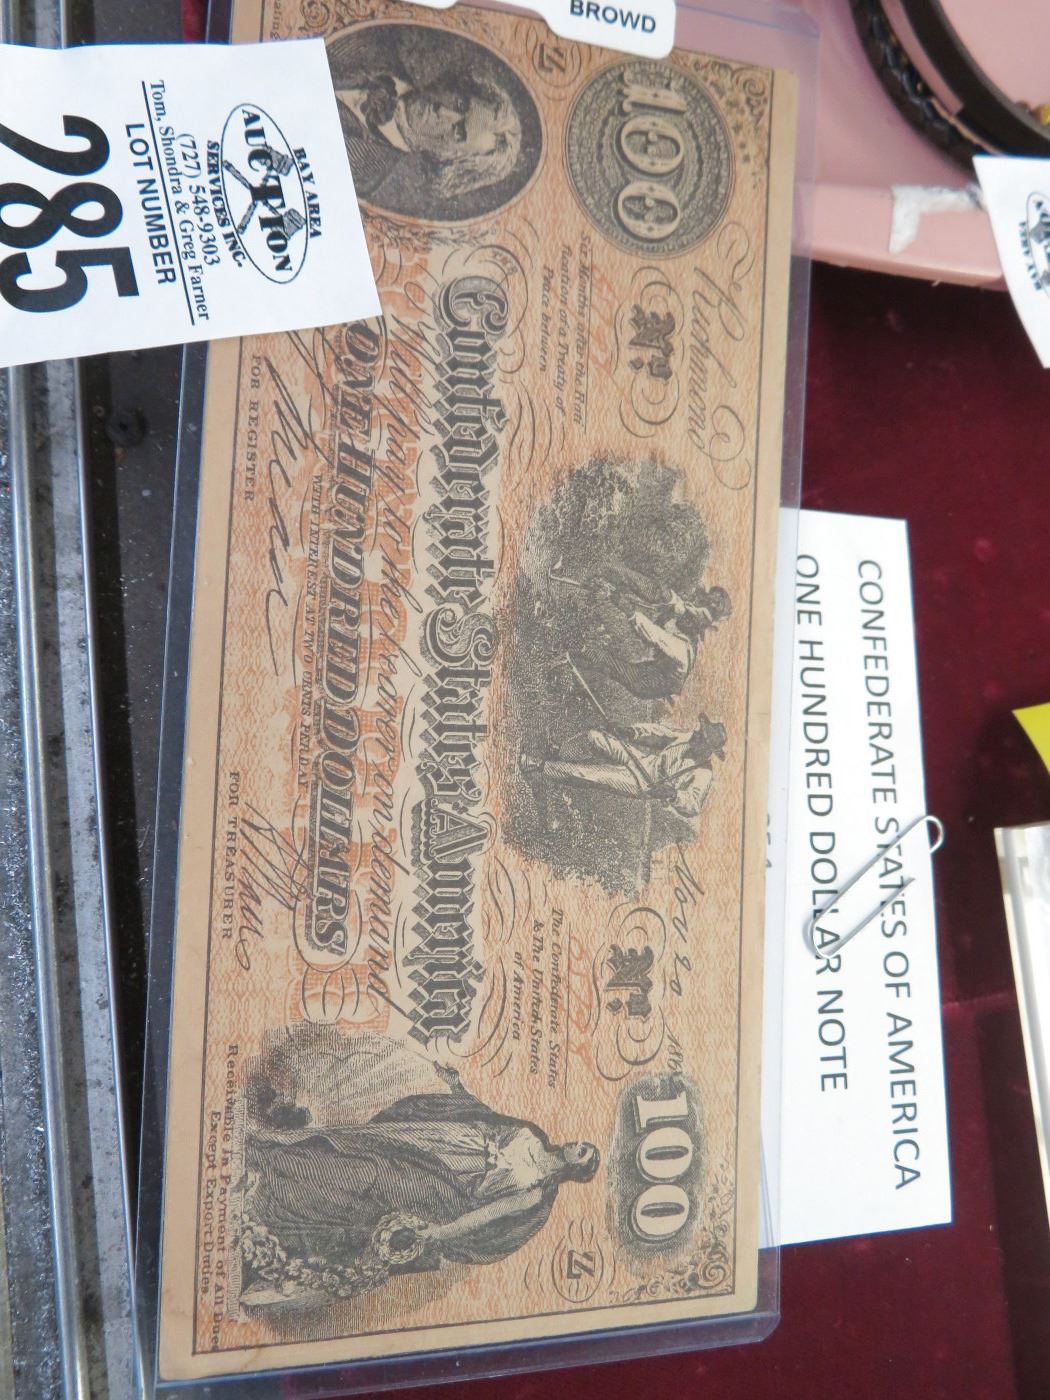 BROWD
BAY AREA
AUCTION
SERVICES INC.
(727) 548-9303
Tom, Shondra & Greg Farner
LOT NUMBER
285
CONFEDERATE STATES OF AMERICA
ONE HUNDRED DOLLAR NOTE
100
Z
Richmond
No
186
100
Z
Six Months after the Ratifi
cation of a Treaty of
Peace between
The Confederate States
& The United States
of America
Confederate States of America
Will pay to the bearer on demand
ONE HUNDRED DOLLARS
WITH INTEREST AT TWO CENTS PER DAY
FOR REGISTER
FOR TREASURER
Receivable in Payment of All Dues
Except Export Duties.